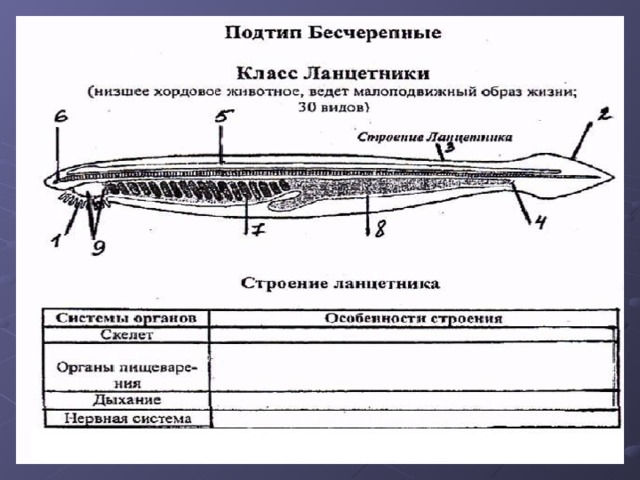 Подтип Бесчерепные
Класс Ланцетники
(низшее хордовое животное, ведет малоподвижный образ жизни;
30 видов)
6
5
2
Строение Ланцетника
3
1
9
7
8
4
Строение ланцетника
Системы органов
Особенности строения
Скелет
Органы пищеваре-
ния
Дыхание
Нервная система